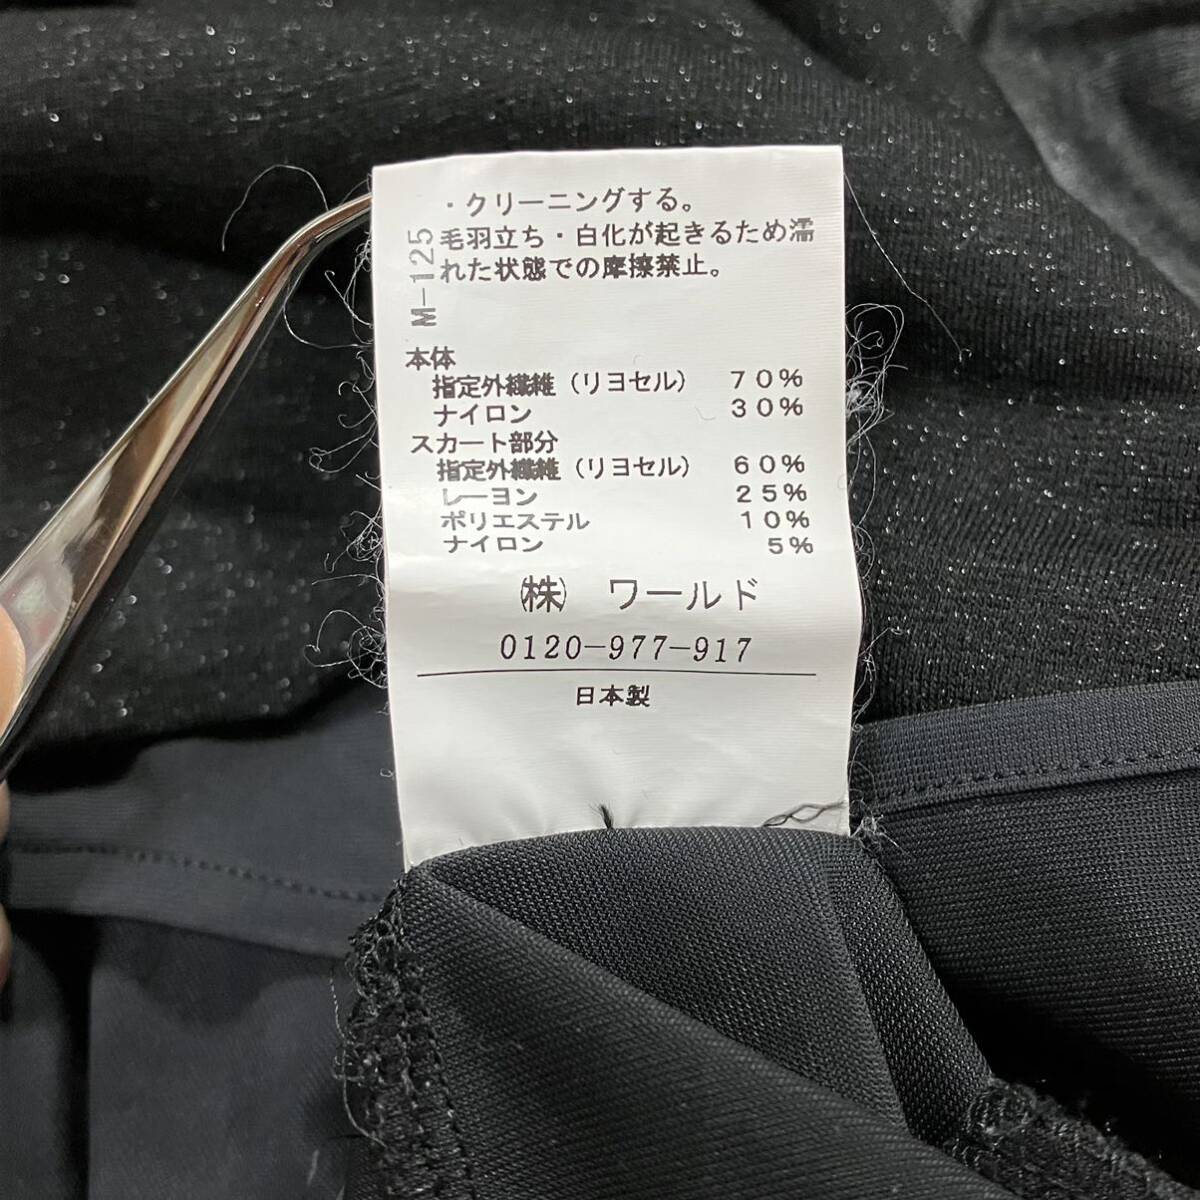 ・クリーニングする。
毛羽立ち・白化が起きるため濡
れた状態での摩擦禁止。
M-125
本体
指定外繊維（リヨセル） 70%
ナイロン 30%
スカート部分
指定外繊維（リヨセル） 60%
レーヨン 25%
ポリエステル 10%
ナイロン 5%
㈱ ワールド
0120-977-917
日本製